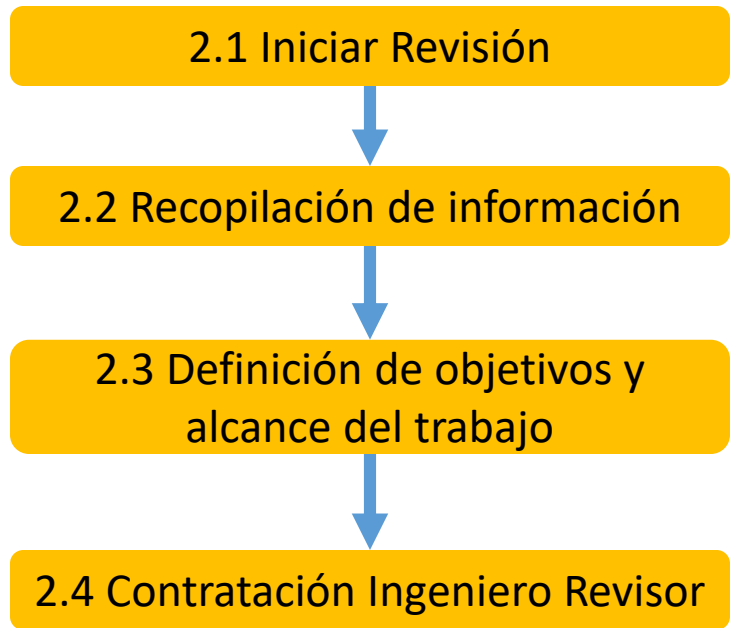 2.1 Iniciar Revisión
2.2 Recopilación de información
2.3 Definición de objetivos y
alcance del trabajo
2.4 Contratación Ingeniero Revisor